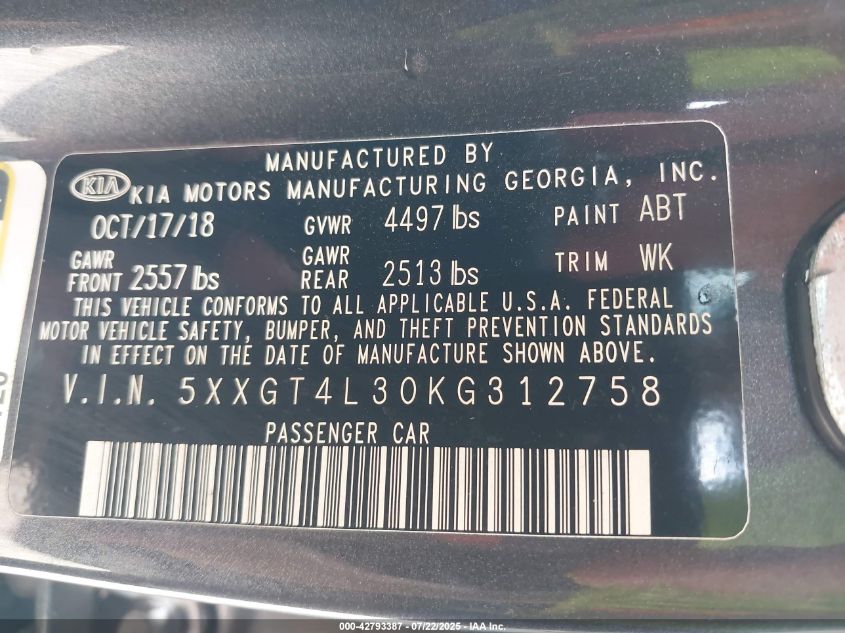 MANUFACTURED BY
KIA KIA MOTORS MANUFACTURING GEORGIA, INC.
OCT/17/18 GVWR 4497 lbs PAINT ABT
GAWR FRONT 2557 lbs GAWR REAR 2513 lbs TRIM WK
THIS VEHICLE CONFORMS TO ALL APPLICABLE U.S.A. FEDERAL
MOTOR VEHICLE SAFETY, BUMPER, AND THEFT PREVENTION STANDARDS
IN EFFECT ON THE DATE OF MANUFACTURE SHOWN ABOVE.
V.I.N. 5XXGT4L30KG312758
PASSENGER CAR
000-42793387 - 07/22/2025 - IAA Inc.